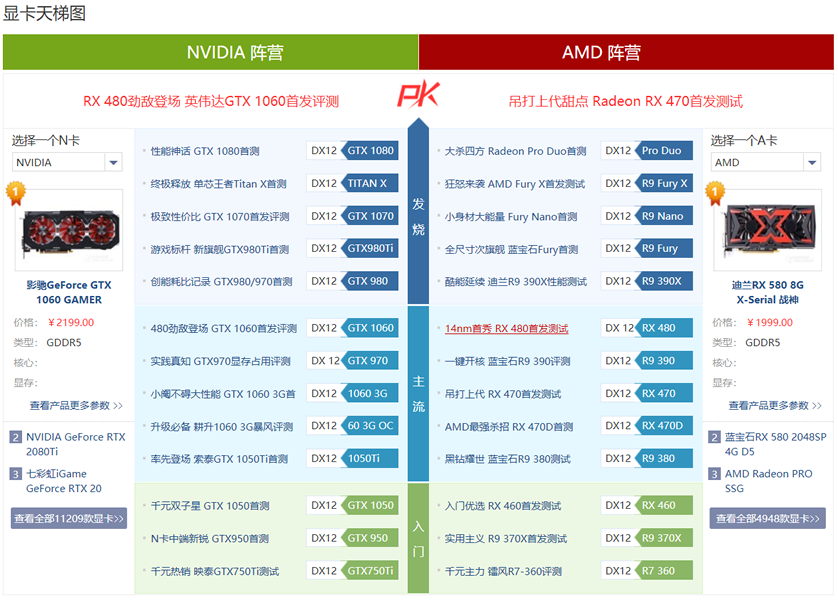 显卡天梯图
NVIDIA 阵营
AMD 阵营
RX 480劲敌登场 英伟达GTX 1060首发评测
PK
吊打上代甜点 Radeon RX 470首发测试
选择一个N卡
NVIDIA
1
影驰GeForce GTX
1060 GAMER
价格: ￥2199.00
类型: GDDR5
核心:
显存:
查看产品更多参数 >>
2 NVIDIA GeForce RTX
2080Ti
3 七彩虹iGame
GeForce RTX 20
查看全部11209款显卡>>
性能神话 GTX 1080首测 DX12 GTX 1080
终极释放 单芯王者Titan X首测 DX12 TITAN X
极致性价比 GTX 1070首发评测 DX12 GTX 1070
游戏标杆 新旗舰GTX980Ti首测 DX12 GTX980Ti
创能耗比记录 GTX980/970首测 DX12 GTX 980
480劲敌登场 GTX 1060首发评测 DX12 GTX 1060
实践真知 GTX970显存占用评测 DX 12 GTX 970
小阉不碍大性能 GTX 1060 3G首 DX12 1060 3G
升级必备 耕升1060 3G暴风评测 DX12 60 3G OC
率先登场 索泰GTX 1050Ti首测 DX12 1050Ti
千元双子星 GTX 1050首测 DX12 GTX 1050
N卡中端新锐 GTX950首测 DX12 GTX 950
千元热销 映泰GTX750Ti测试 DX12 GTX750Ti
发
烧
主
流
入
门
大杀四方 Radeon Pro Duo首测 DX12 Pro Duo
狂怒来袭 AMD Fury X首发测试 DX12 R9 Fury X
小身材大能量 Fury Nano首测 DX12 R9 Nano
全尺寸次旗舰 蓝宝石Fury首测 DX12 R9 Fury
酷能延续 迪兰R9 390X性能测试 DX12 R9 390X
14nm首秀 RX 480首发测试 DX 12 RX 480
一键开核 蓝宝石R9 390评测 DX12 R9 390
吊打上代 RX 470首发测试 DX12 RX 470
AMD最强杀招 RX 470D首测 DX12 RX 470D
黑钻耀世 蓝宝石R9 380测试 DX12 R9 380
入门优选 RX 460首发测试 DX12 RX 460
实用主义 R9 370X首发测试 DX12 R9 370X
千元主力 镭风R7-360评测 DX12 R7 360
选择一个A卡
AMD
1
迪兰RX 580 8G
X-Serial 战神
价格: ￥1999.00
类型: GDDR5
核心:
显存:
查看产品更多参数 >>
2 蓝宝石RX 580 2048SP
4G D5
3 AMD Radeon PRO
SSG
查看全部4948款显卡>>